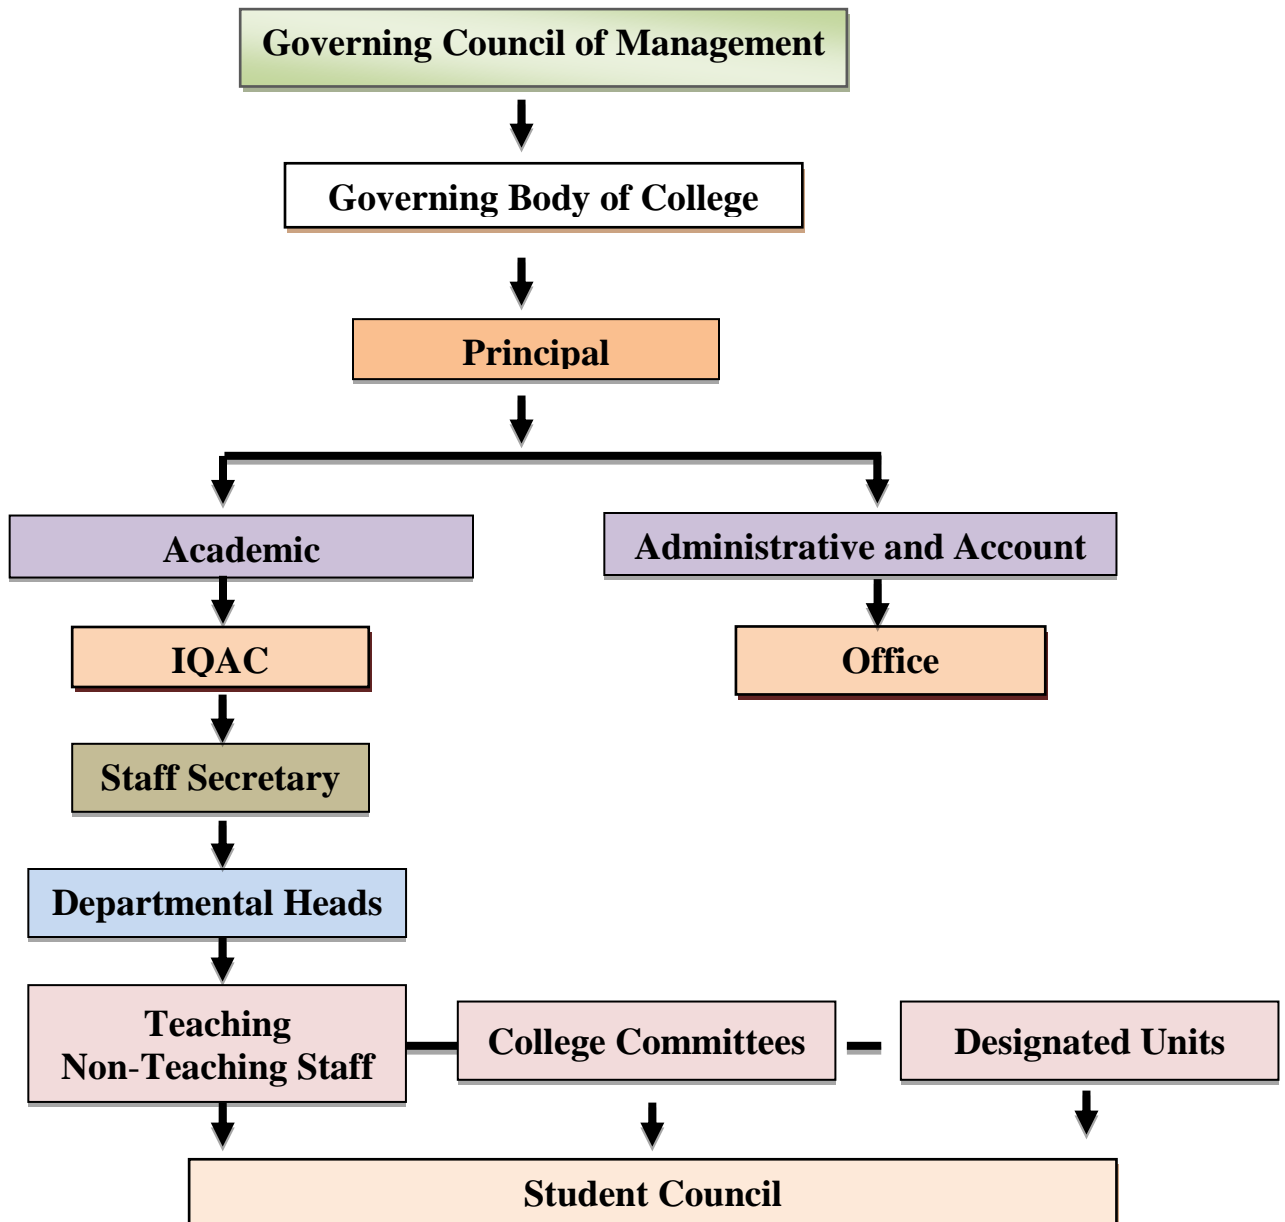 Governing Council of Management
Governing Body of College
Principal
Academic
Administrative and Account
IQAC
Office
Staff Secretary
Departmental Heads
Teaching
Non-Teaching Staff
College Committees
Designated Units
Student Council